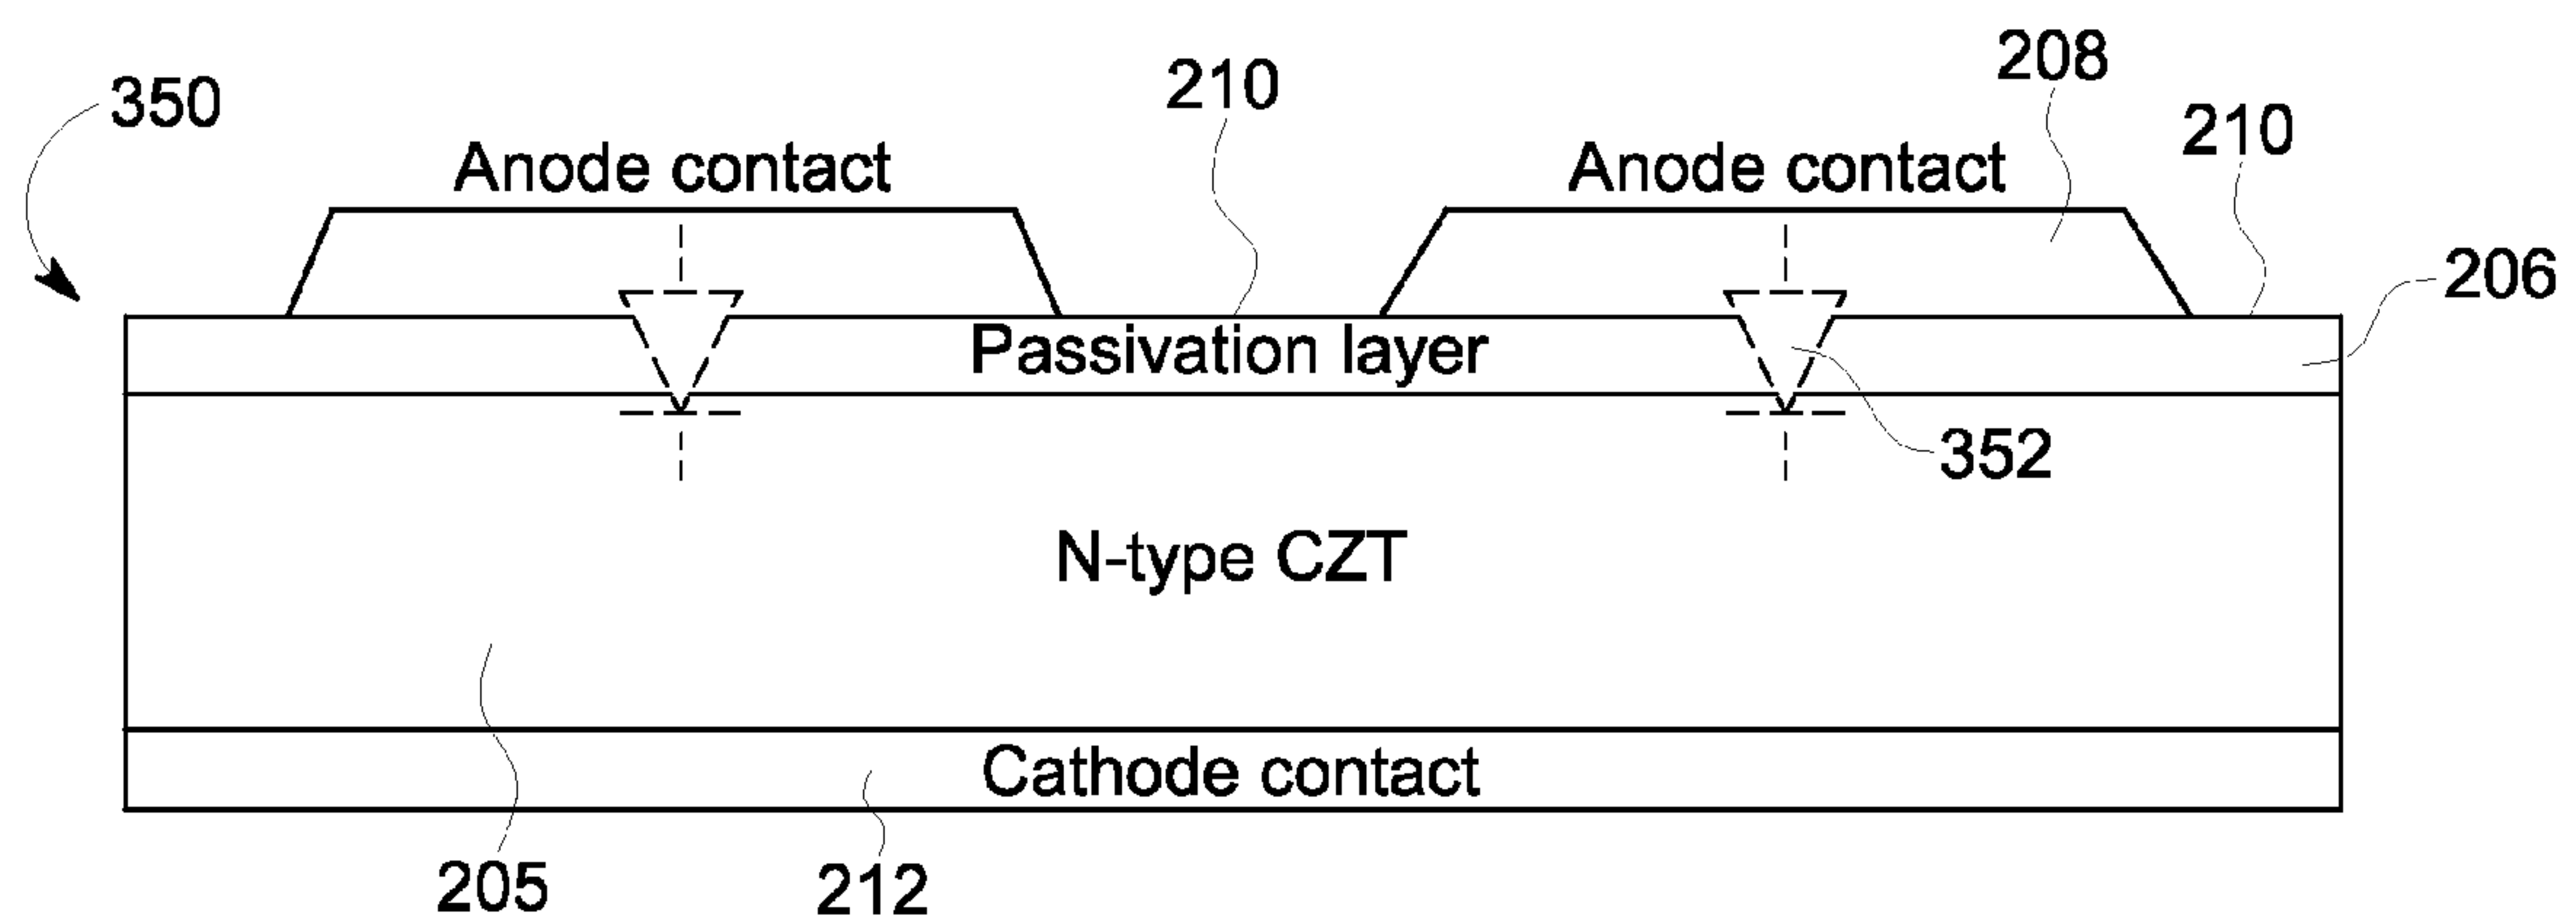 208
210
350
210
Anode contact
Anode contact
206
Passivation layer
352
N-type CZT
Cathode contact
205
212